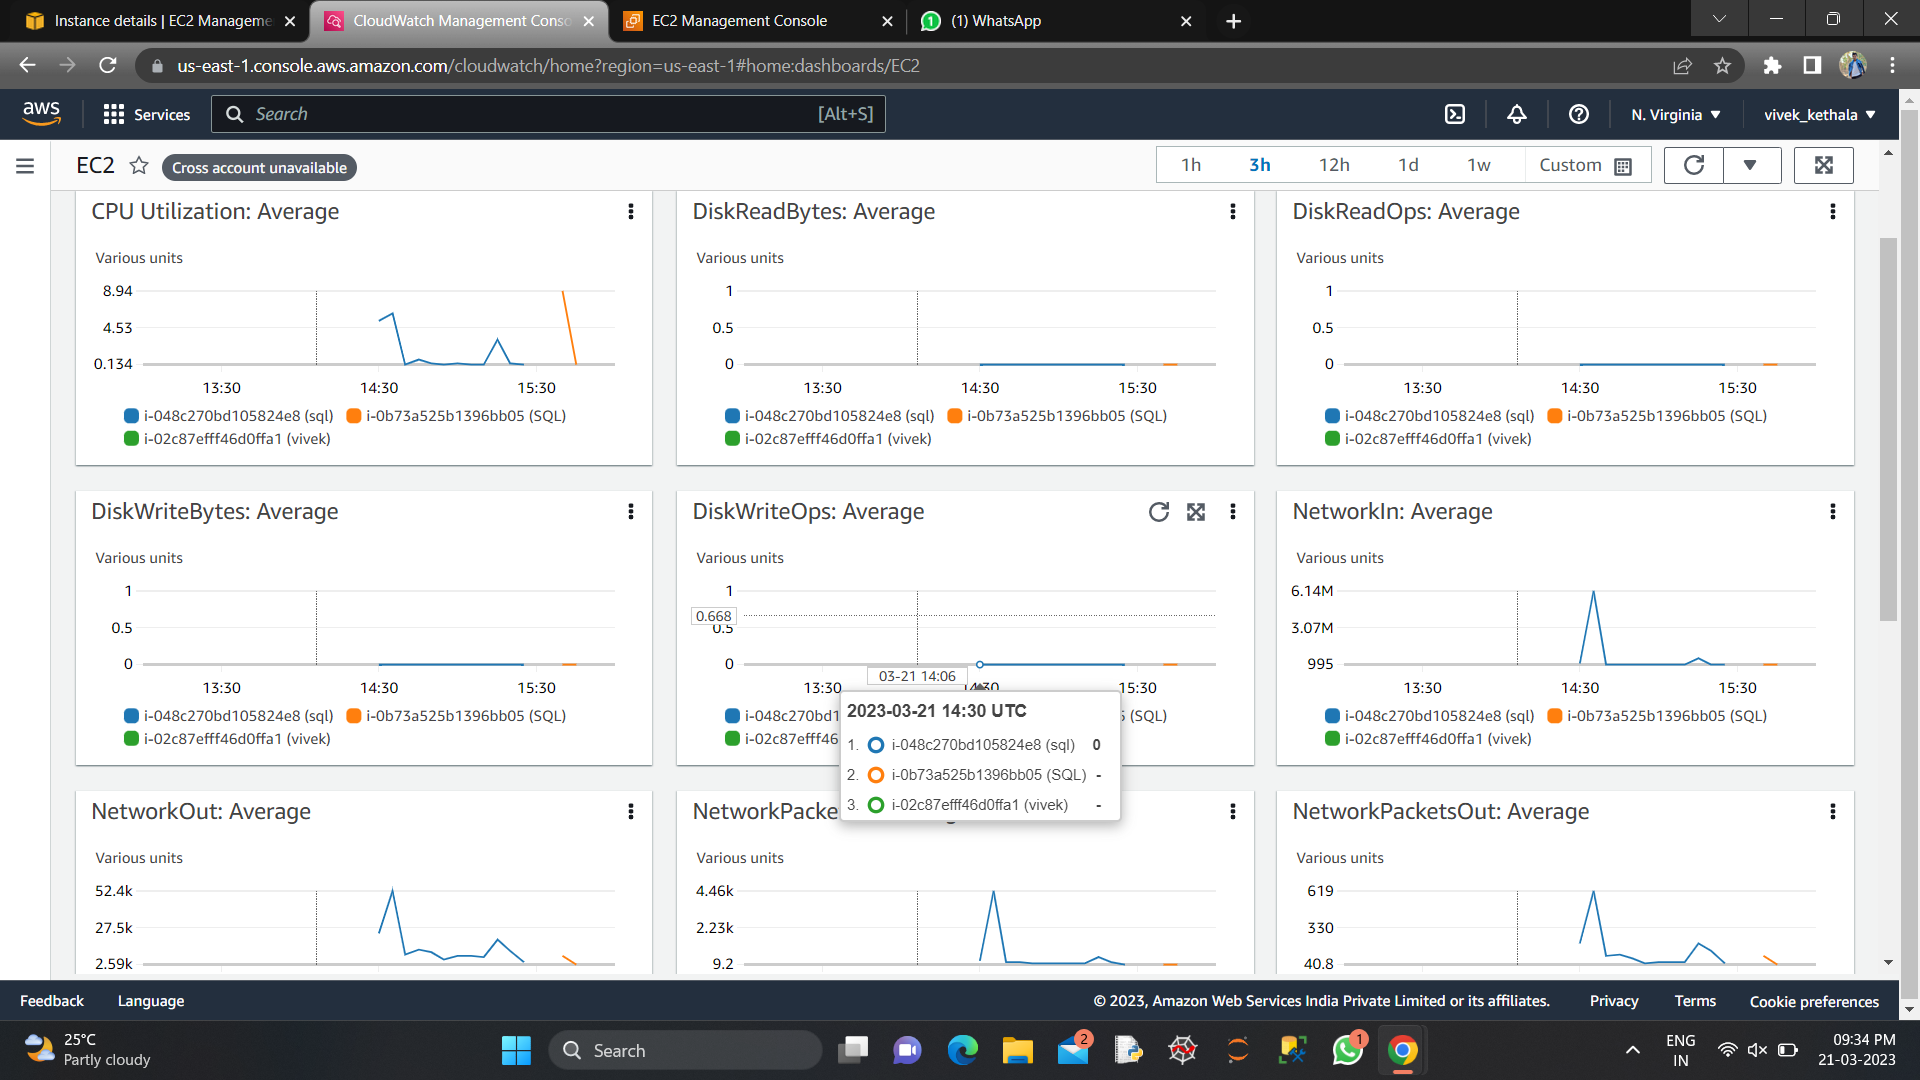 Instance details | EC2 Manageme
CloudWatch Management Conso
EC2 Management Console
(1) WhatsApp
us-east-1.console.aws.amazon.com/cloudwatch/home?region=us-east-1#home:dashboards/EC2
aws
Services
Search
[Alt+S]
N. Virginia
vivek_kethala
EC2
Cross account unavailable
1h
3h
12h
1d
1w
Custom
CPU Utilization: Average
Various units
8.94
4.53
0.134
13:30 14:30 15:30
i-048c270bd105824e8 (sql) i-0b73a525b1396bb05 (SQL)
i-02c87efff46d0ffa1 (vivek)
DiskReadBytes: Average
Various units
1
0.5
0
13:30 14:30 15:30
i-048c270bd105824e8 (sql) i-0b73a525b1396bb05 (SQL)
i-02c87efff46d0ffa1 (vivek)
DiskReadOps: Average
Various units
1
0.5
0
13:30 14:30 15:30
i-048c270bd105824e8 (sql) i-0b73a525b1396bb05 (SQL)
i-02c87efff46d0ffa1 (vivek)
DiskWriteBytes: Average
Various units
1
0.5
0
13:30 14:30 15:30
i-048c270bd105824e8 (sql) i-0b73a525b1396bb05 (SQL)
i-02c87efff46d0ffa1 (vivek)
DiskWriteOps: Average
Various units
1
0.668
0.5
0
03-21 14:06
13:30 14:30 15:30
i-048c270bd1 5 (SQL)
i-02c87efff46
2023-03-21 14:30 UTC
1. i-048c270bd105824e8 (sql) 0
2. i-0b73a525b1396bb05 (SQL) -
3. i-02c87efff46d0ffa1 (vivek) -
NetworkIn: Average
Various units
6.14M
3.07M
995
13:30 14:30 15:30
i-048c270bd105824e8 (sql) i-0b73a525b1396bb05 (SQL)
i-02c87efff46d0ffa1 (vivek)
NetworkOut: Average
Various units
52.4k
27.5k
2.59k
NetworkPacke
Various units
4.46k
2.23k
9.2
NetworkPacketsOut: Average
Various units
619
330
40.8
Feedback
Language
© 2023, Amazon Web Services India Private Limited or its affiliates.
Privacy
Terms
Cookie preferences
25°C
Partly cloudy
Search
2
1
ENG
IN
09:34 PM
21-03-2023